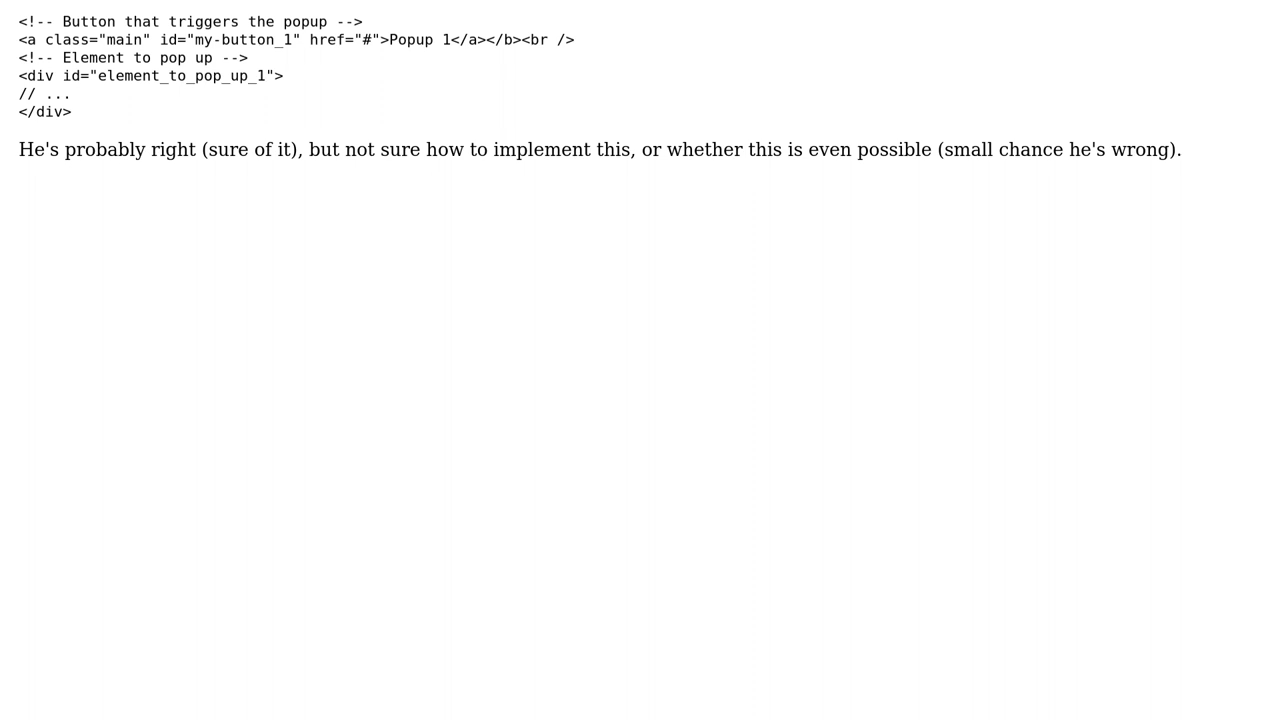 <!-- Button that triggers the popup -->
<a class="main" id="my-button_1" href="#">Popup 1</a></b><br />
<!-- Element to pop up -->
<div id="element_to_pop_up_1">
// ...
</div>
He's probably right (sure of it), but not sure how to implement this, or whether this is even possible (small chance he's wrong).